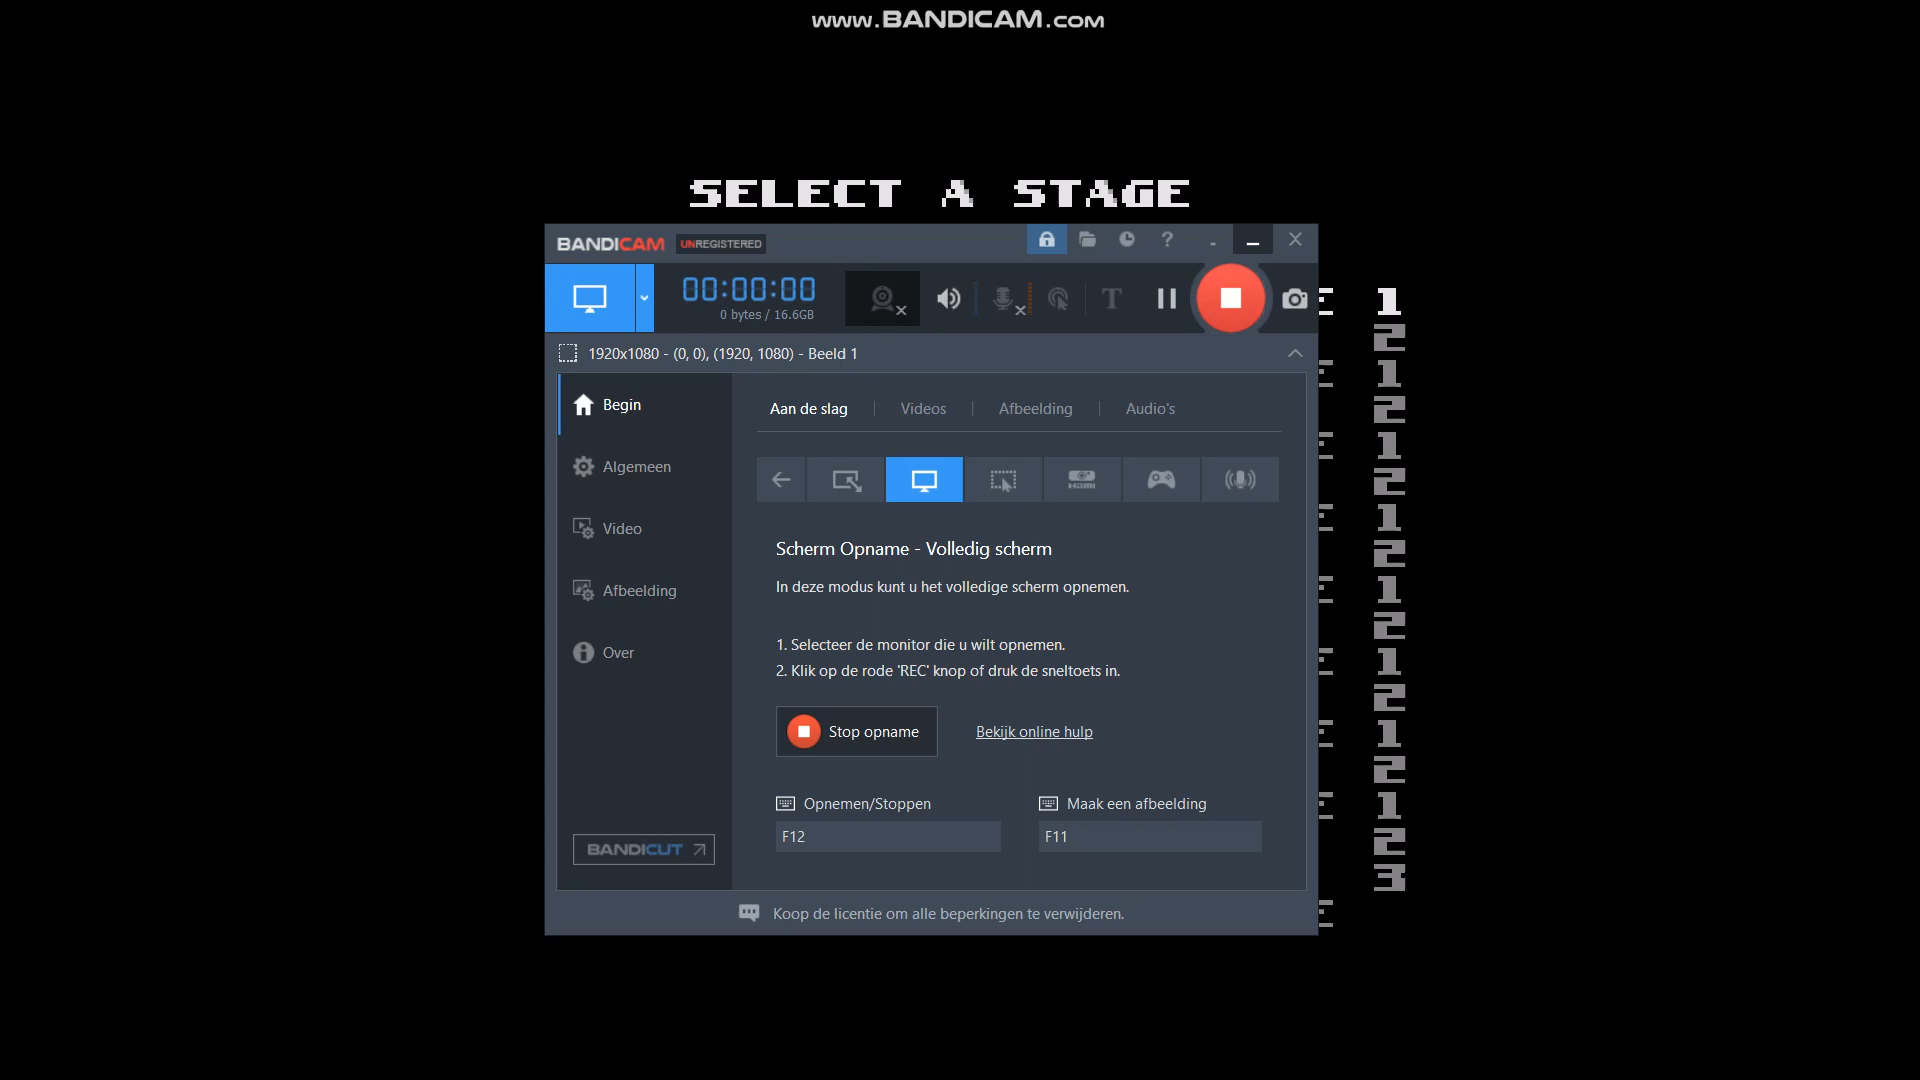 www.BANDICAM.COM
SELECT A STAGE
BANDICAM UNREGISTERED
00:00:00
0 bytes / 16.6GB
1920x1080 - (0, 0), (1920, 1080) - Beeld 1
Begin
Algemeen
Video
Afbeelding
Over
BANDICUT
Aan de slag
Videos
Afbeelding
Audio's
HDMI
Scherm Opname - Volledig scherm
In deze modus kunt u het volledige scherm opnemen.
1. Selecteer de monitor die u wilt opnemen.
2. Klik op de rode 'REC' knop of druk de sneltoets in.
Stop opname
Bekijk online hulp
Opnemen/Stoppen
F12
Maak een afbeelding
F11
Koop de licentie om alle beperkingen te verwijderen.
E 1
2
E 1
2
E 1
2
E 1
2
E 1
2
E 1
2
E 1
2
E 1
2
3
E